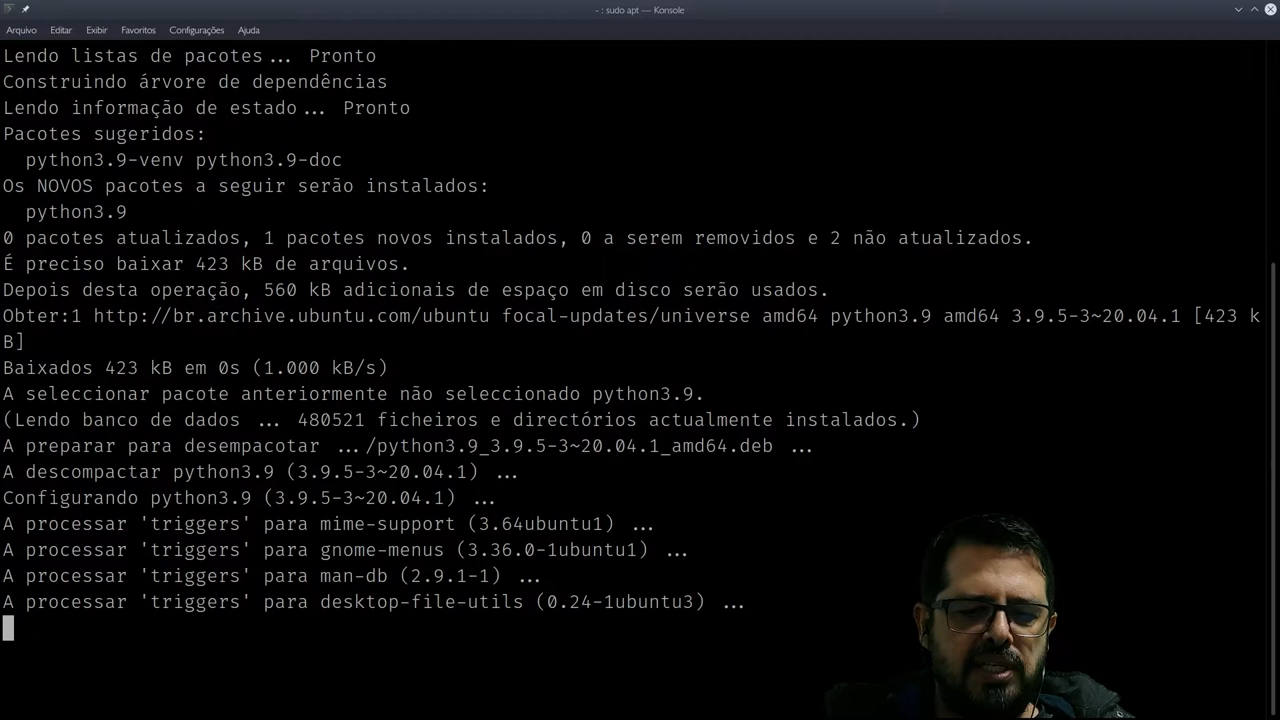 - : sudo apt — Konsole
Arquivo Editar Exibir Favoritos Configurações Ajuda
Lendo listas de pacotes... Pronto
Construindo árvore de dependências
Lendo informação de estado... Pronto
Pacotes sugeridos:
python3.9-venv python3.9-doc
Os NOVOS pacotes a seguir serão instalados:
python3.9
0 pacotes atualizados, 1 pacotes novos instalados, 0 a serem removidos e 2 não atualizados.
É preciso baixar 423 kB de arquivos.
Depois desta operação, 560 kB adicionais de espaço em disco serão usados.
Obter:1 http://br.archive.ubuntu.com/ubuntu focal-updates/universe amd64 python3.9 amd64 3.9.5-3~20.04.1 [423 k
B]
Baixados 423 kB em 0s (1.000 kB/s)
A seleccionar pacote anteriormente não seleccionado python3.9.
(Lendo banco de dados ... 480521 ficheiros e directórios actualmente instalados.)
A preparar para desempacotar .../python3.9_3.9.5-3~20.04.1_amd64.deb ...
A descompactar python3.9 (3.9.5-3~20.04.1) ...
Configurando python3.9 (3.9.5-3~20.04.1) ...
A processar 'triggers' para mime-support (3.64ubuntu1) ...
A processar 'triggers' para gnome-menus (3.36.0-1ubuntu1) ...
A processar 'triggers' para man-db (2.9.1-1) ...
A processar 'triggers' para desktop-file-utils (0.24-1ubuntu3) ...